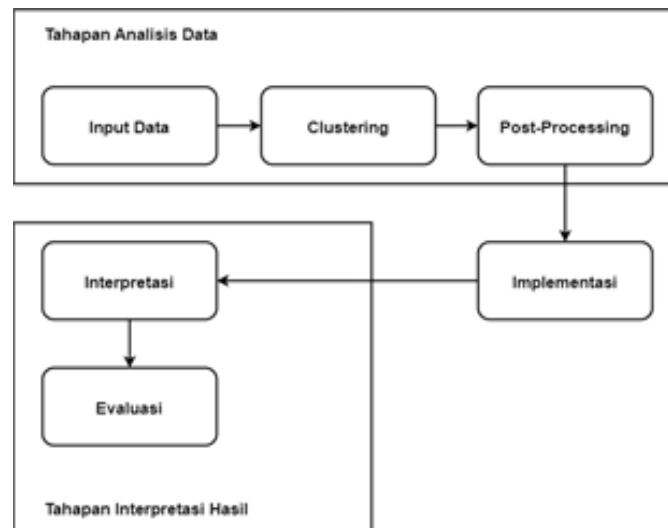 Tahapan Analisis Data
Input Data
Clustering
Post-Processing
Interpretasi
Implementasi
Evaluasi
Tahapan Interpretasi Hasil